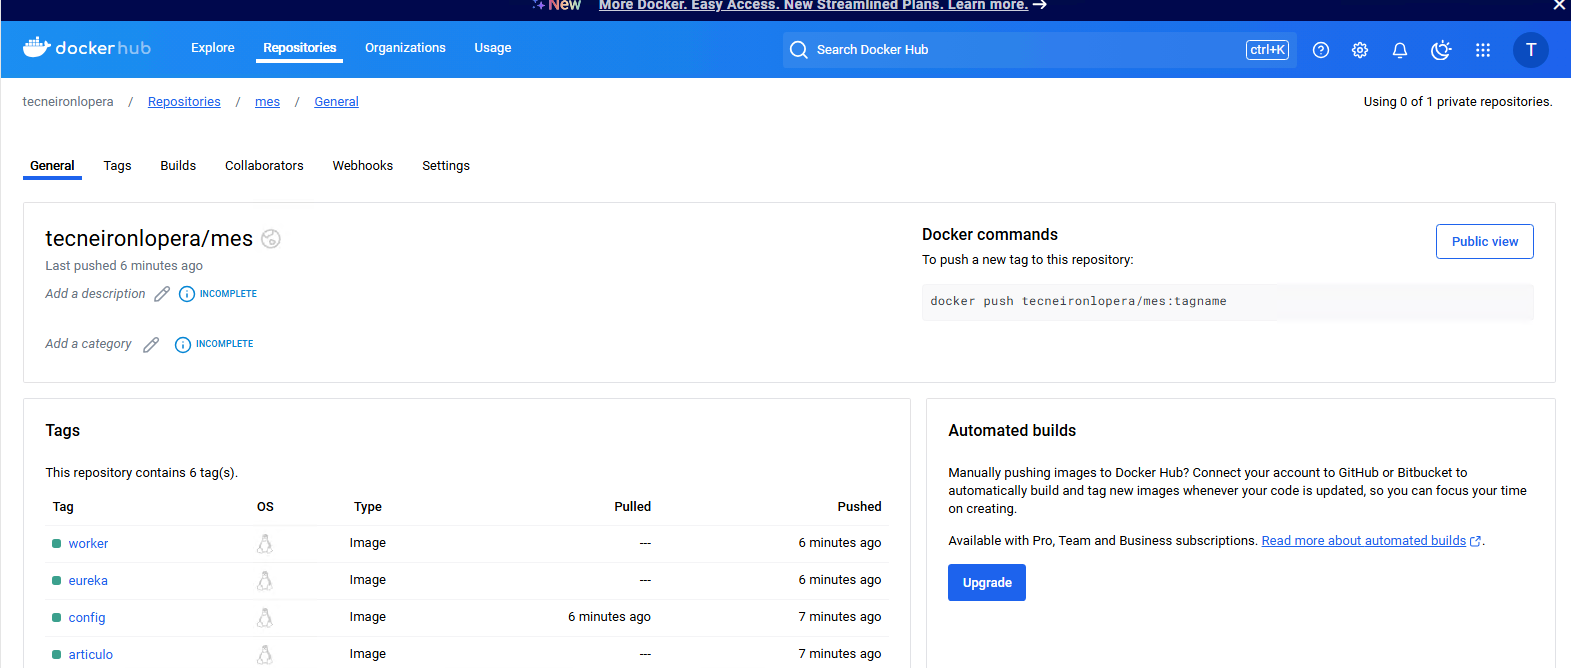 New More Docker. Easy Access. New Streamlined Plans. Learn more. →
dockerhub Explore Repositories Organizations Usage Search Docker Hub ctrl+K T
tecneironlopera / Repositories / mes / General Using 0 of 1 private repositories.
General Tags Builds Collaborators Webhooks Settings
tecneironlopera/mes
Last pushed 6 minutes ago
Add a description INCOMPLETE
Add a category INCOMPLETE
Docker commands
To push a new tag to this repository:
Public view
docker push tecneironlopera/mes:tagname
Tags
This repository contains 6 tag(s).
Tag OS Type Pulled Pushed
worker Image --- 6 minutes ago
eureka Image --- 6 minutes ago
config Image 6 minutes ago 7 minutes ago
articulo Image --- 7 minutes ago
Automated builds
Manually pushing images to Docker Hub? Connect your account to GitHub or Bitbucket to
automatically build and tag new images whenever your code is updated, so you can focus your time
on creating.
Available with Pro, Team and Business subscriptions. Read more about automated builds .
Upgrade